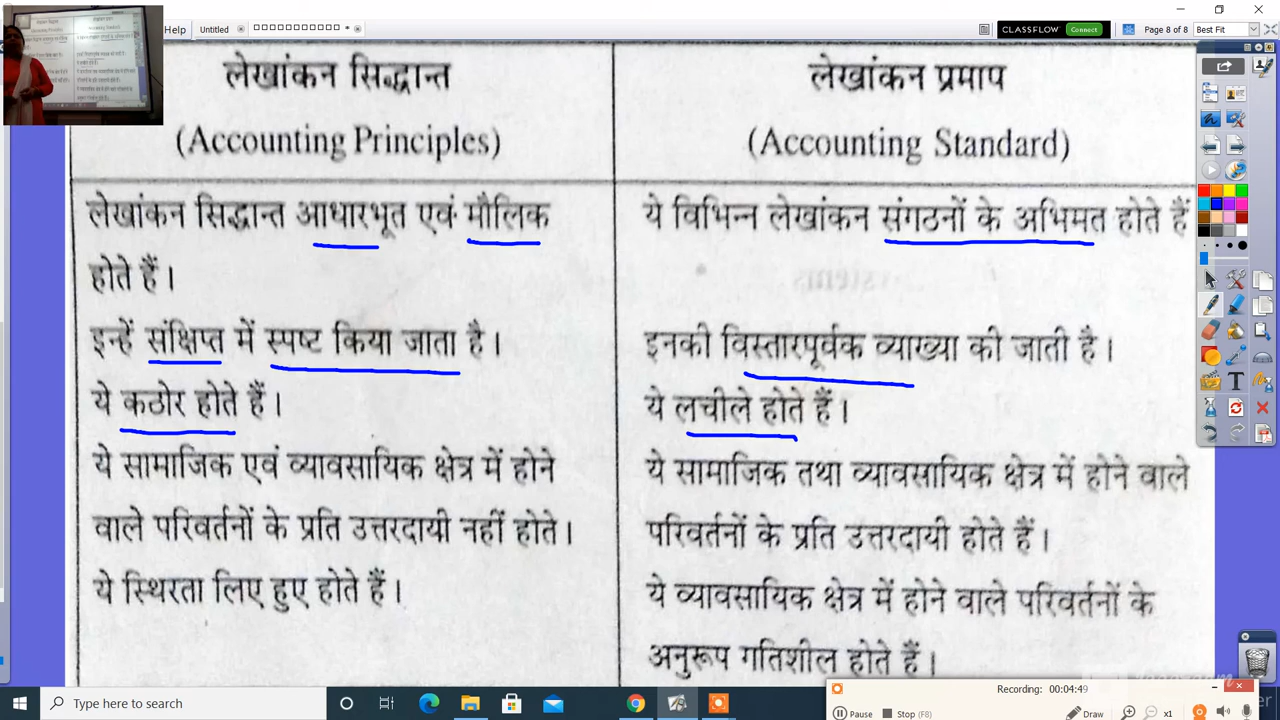 Help
Untitled
CLASSFLOW
Connect
Page 8 of 8
Best Fit
लेखांकन सिद्धान्त
(Accounting Principles)
लेखांकन प्रमाप
(Accounting Standard)
लेखांकन सिद्धान्त आधारभूत एवं मौलिक
होते हैं।
इन्हें संक्षिप्त में स्पष्ट किया जाता है।
ये कठोर होते हैं।
ये सामाजिक एवं व्यावसायिक क्षेत्र में होने
वाले परिवर्तनों के प्रति उत्तरदायी नहीं होते।
ये स्थिरता लिए हुए होते हैं।
ये विभिन्न लेखांकन संगठनों के अभिमत होते हैं
इनकी विस्तारपूर्वक व्याख्या की जाती है।
ये लचीले होते हैं।
ये सामाजिक तथा व्यावसायिक क्षेत्र में होने वाले
परिवर्तनों के प्रति उत्तरदायी होते हैं।
ये व्यावसायिक क्षेत्र में होने वाले परिवर्तनों के
अनुरूप गतिशील होते हैं।
Type here to search
Recording: 00:04:49
Pause
Stop (F8)
Draw
x1